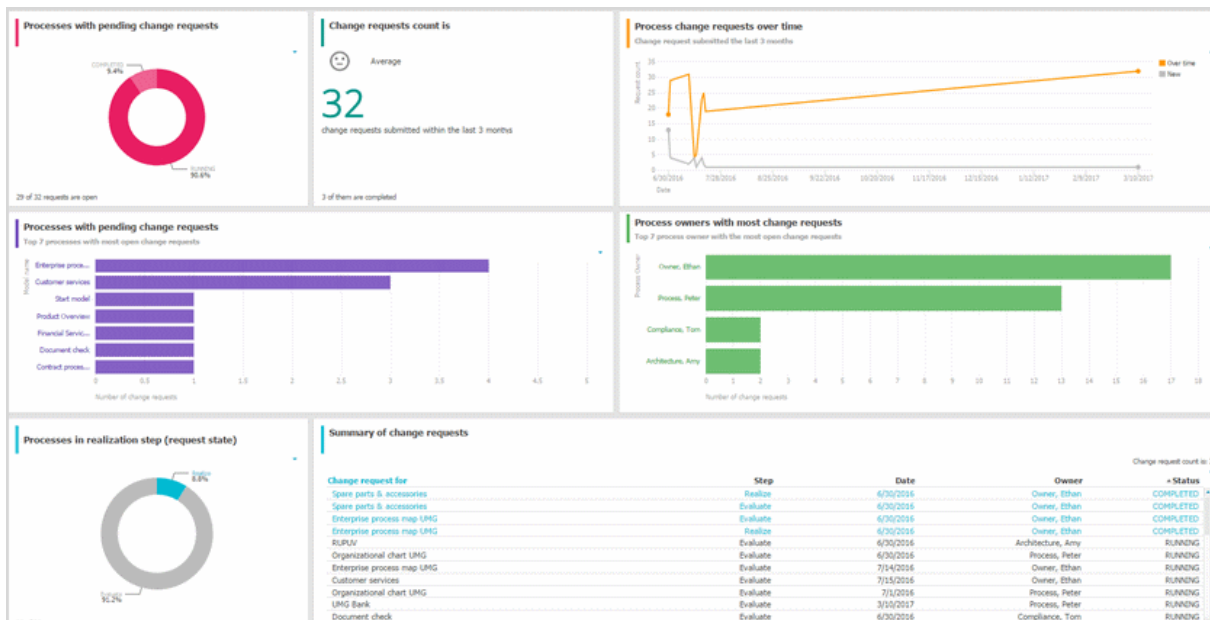 Processes with pending change requests
COMPLETED
9.4%
RUNNING
90.6%
29 of 32 requests are open
Change requests count is
Average
32
change requests submitted within the last 3 months
3 of them are completed
Process change requests over time
Change request submitted the last 3 months
Request count
35
30
25
20
15
10
5
0
6/30/2016 7/28/2016 8/25/2016 9/22/2016 10/20/2016 11/17/2016 12/15/2016 1/12/2017 2/9/2017 3/10/2017
Date
Over time
New
Processes with pending change requests
Top 7 processes with most open change requests
Model name
Enterprise proce...
Customer services
Start model
Product Overview
Financial Servic...
Document check
Contract proces...
0 0.5 1 1.5 2 2.5 3 3.5 4 4.5 5
Number of change requests
Process owners with most change requests
Top 7 process owner with the most open change requests
Process Owner
Owner, Ethan
Process, Peter
Compliance, Tom
Architecture, Amy
0 1 2 3 4 5 6 7 8 9 10 11 12 13 14 15 16 17 18
Number of change requests
Processes in realization step (request state)
Realize
8.8%
Evaluate
91.2%
Summary of change requests
Change request count is:
Change request for Step Date Owner Status
Spare parts & accessories Realize 6/30/2016 Owner, Ethan COMPLETED
Spare parts & accessories Evaluate 6/30/2016 Owner, Ethan COMPLETED
Enterprise process map UMG Evaluate 6/30/2016 Owner, Ethan COMPLETED
Enterprise process map UMG Realize 6/30/2016 Owner, Ethan COMPLETED
RUPUV Evaluate 6/30/2016 Architecture, Amy RUNNING
Organizational chart UMG Evaluate 6/30/2016 Process, Peter RUNNING
Enterprise process map UMG Evaluate 7/14/2016 Owner, Ethan RUNNING
Customer services Evaluate 7/15/2016 Owner, Ethan RUNNING
Organizational chart UMG Evaluate 7/1/2016 Process, Peter RUNNING
UMG Bank Evaluate 3/10/2017 Process, Peter RUNNING
Document check Evaluate 6/30/2016 Compliance, Tom RUNNING